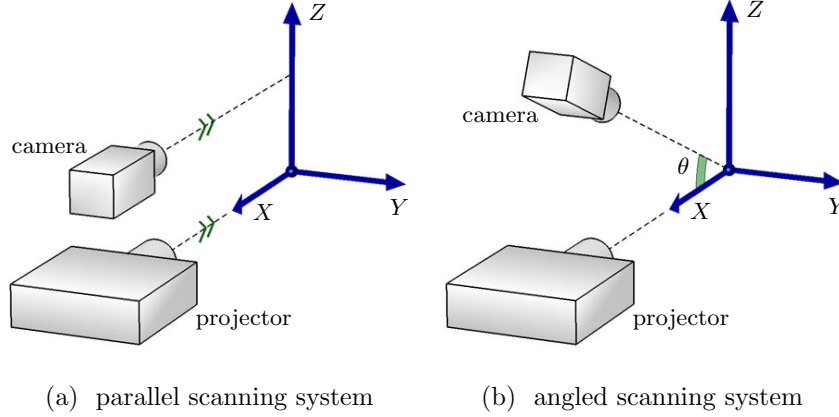 Z
camera
X
Y
projector
(a) parallel scanning system
Z
camera
θ
X
Y
projector
(b) angled scanning system